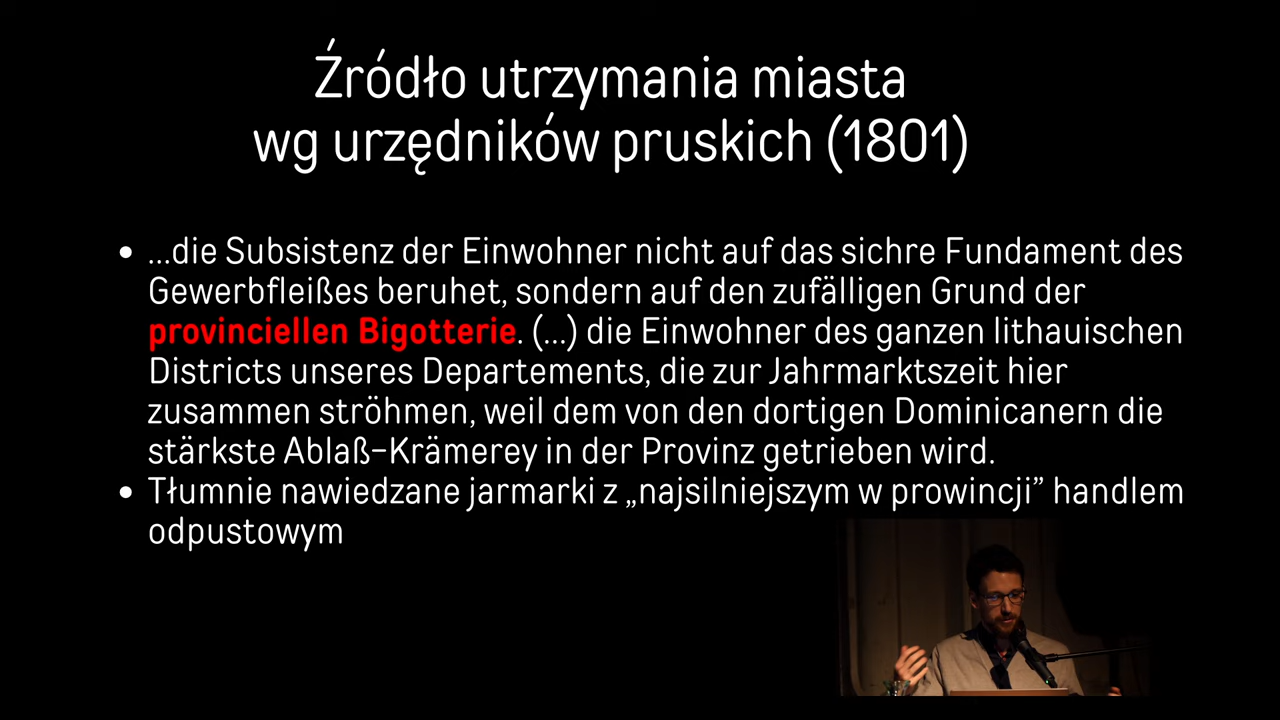 Źródło utrzymania miasta
wg urzędników pruskich (1801)
• ...die Subsistenz der Einwohner nicht auf das sichre Fundament des
Gewerbfleißes beruhet, sondern auf den zufälligen Grund der
provinciellen Bigotterie. (...) die Einwohner des ganzen lithauischen
Districts unseres Departements, die zur Jahrmarktszeit hier
zusammen ströhmen, weil dem von den dortigen Dominicanern die
stärkste Ablaß-Krämerey in der Provinz getrieben wird.
• Tłumnie nawiedzane jarmarki z „najsilniejszym w prowincji” handlem
odpustowym